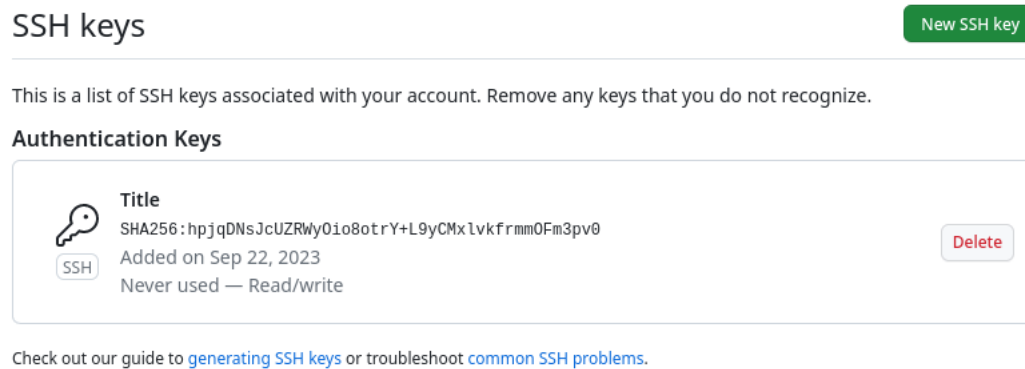 SSH keys
New SSH key
This is a list of SSH keys associated with your account. Remove any keys that you do not recognize.
Authentication Keys
Title
SHA256:hpjqDNsJcUZRWyOio8otrY+L9yCMxlvkfrmmOFm3pv0
Added on Sep 22, 2023
Never used — Read/write
SSH
Delete
Check out our guide to generating SSH keys or troubleshoot common SSH problems.